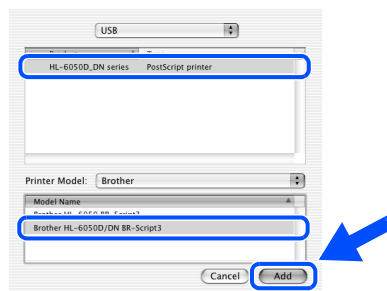 USB
HL-6050D_DN series PostScript printer
Printer Model: Brother
Model Name
Brother HL-6050D/DN BR-Script3
Cancel Add